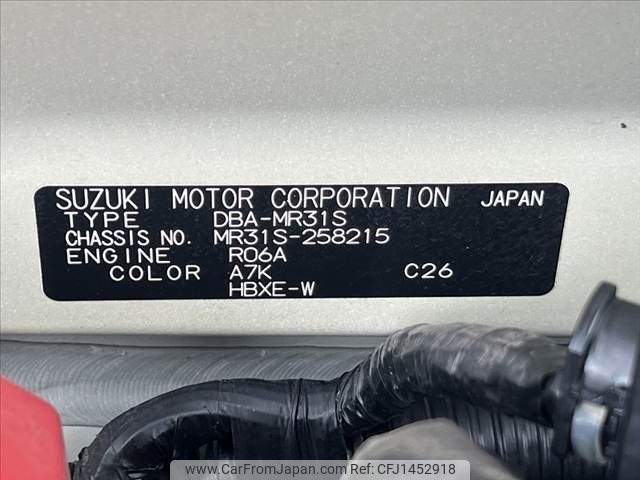 SUZUKI MOTOR CORPORATION JAPAN
TYPE DBA-MR31S
CHASSIS NO. MR31S-258215
ENGINE R06A
COLOR A7K C26
HBXE-W
www.CarFromJapan.com | Ref: CFJ1452918